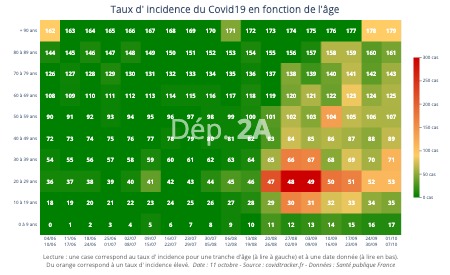 Taux d' incidence du Covid19 en fonction de l'âge
+ 90 ans 162 163 164 165 166 167 168 169 170 171 172 173 174 175 176 177 178 179
80 à 89 ans 144 145 146 147 148 149 150 151 152 153 154 155 156 157 158 159 160 161
70 à 79 ans 126 127 128 129 130 131 132 133 134 135 136 137 138 139 140 141 142 143
60 à 69 ans 108 109 110 111 112 113 114 115 116 117 118 119 120 121 122 123 124 125
50 à 59 ans 90 91 92 93 94 95 96 97 98 99 100 101 102 103 104 105 106 107
Dép. 2A
40 à 49 ans 72 73 74 75 76 77 78 79 80 81 82 83 84 85 86 87 88 89
30 à 39 ans 54 55 56 57 58 59 60 61 62 63 64 65 66 67 68 69 70 71
20 à 29 ans 36 37 38 39 40 41 42 43 44 45 46 47 48 49 50 51 52 53
10 à 19 ans 18 19 20 21 22 23 24 25 26 27 28 29 30 31 32 33 34 35
0 à 9 ans 0 2 3 5 6 7 8 9 10 11 12 13 14 15 16 17
04/06 11/06 18/06 25/06 02/07 09/07 16/07 23/07 30/07 06/08 13/08 20/08 27/08 03/09 10/09 17/09 24/09 01/10
10/06 17/06 24/06 01/07 08/07 15/07 22/07 29/07 05/08 12/08 19/08 26/08 02/09 09/09 16/09 23/09 30/09 07/10
300 cas
250 cas
200 cas
150 cas
100 cas
50 cas
0 cas
Lecture : une case correspond au taux d' incidence pour une tranche d'âge (à lire à gauche) et à une date donnée (à lire en bas).
Du orange correspond à un taux d' incidence élevé. Date : 11 octobre - Source : covidtracker.fr - Données : Santé publique France